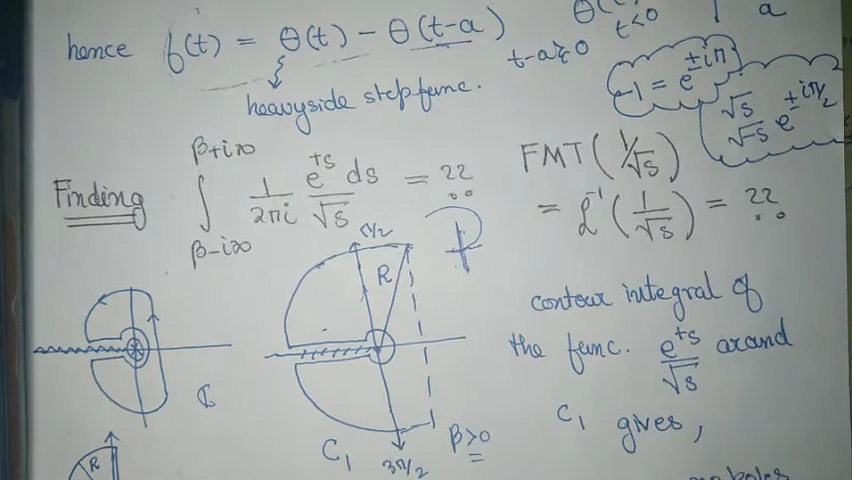 hence f(t) = θ(t) − θ(t-a)
t-a≥0
t<0
a
heavyside step func.
-1 = e^{±iπ}
√s
√-s e^{±iπ/2}
Finding ∫_{β-i∞}^{β+i∞} 1/2πi e^{ts} ds/√s = ??
FMT (1/√s)
= ℒ^{-1} (1/√s) = ??
π/2
R
contour integral of
the func. e^{ts}/√s around
C₁ gives,
C₁
β>0
3π/2
R